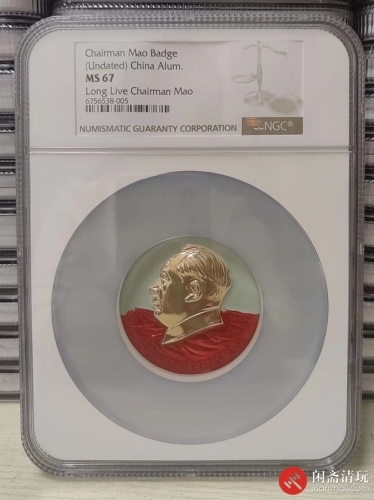 Chairman Mao Badge
(Undated) China Alum.
MS 67
Long Live Chairman Mao
6756538-005
NUMISMATIC GUARANTY CORPORATION
NGC®
闲斋清玩